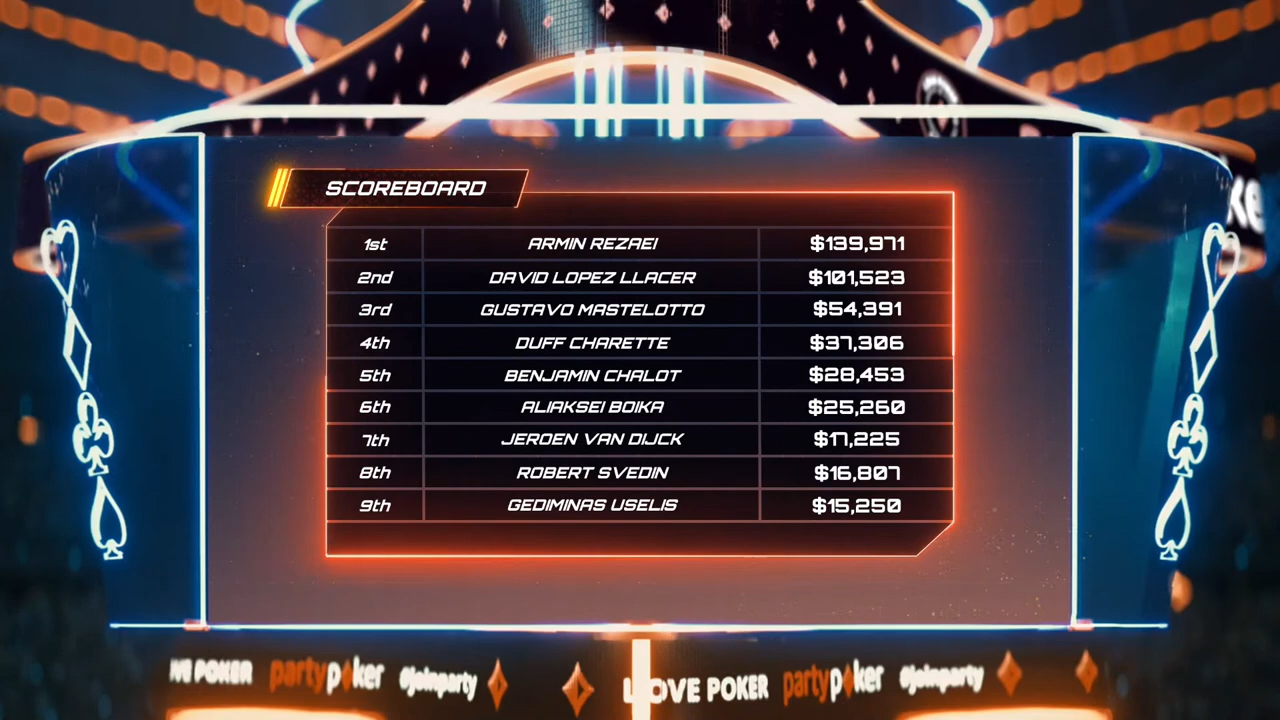 SCOREBOARD
1st ARMIN REZAEI $139,971
2nd DAVID LOPEZ LLACER $101,523
3rd GUSTAVO MASTELOTTO $54,391
4th DUFF CHARETTE $37,306
5th BENJAMIN CHALOT $28,453
6th ALIAKSEI BOIKA $25,260
7th JEROEN VAN DIJCK $17,225
8th ROBERT SVEDIN $16,807
9th GEDIMINAS USELIS $15,250
POKER partypoker #joinparty POKER partypoker #joinparty